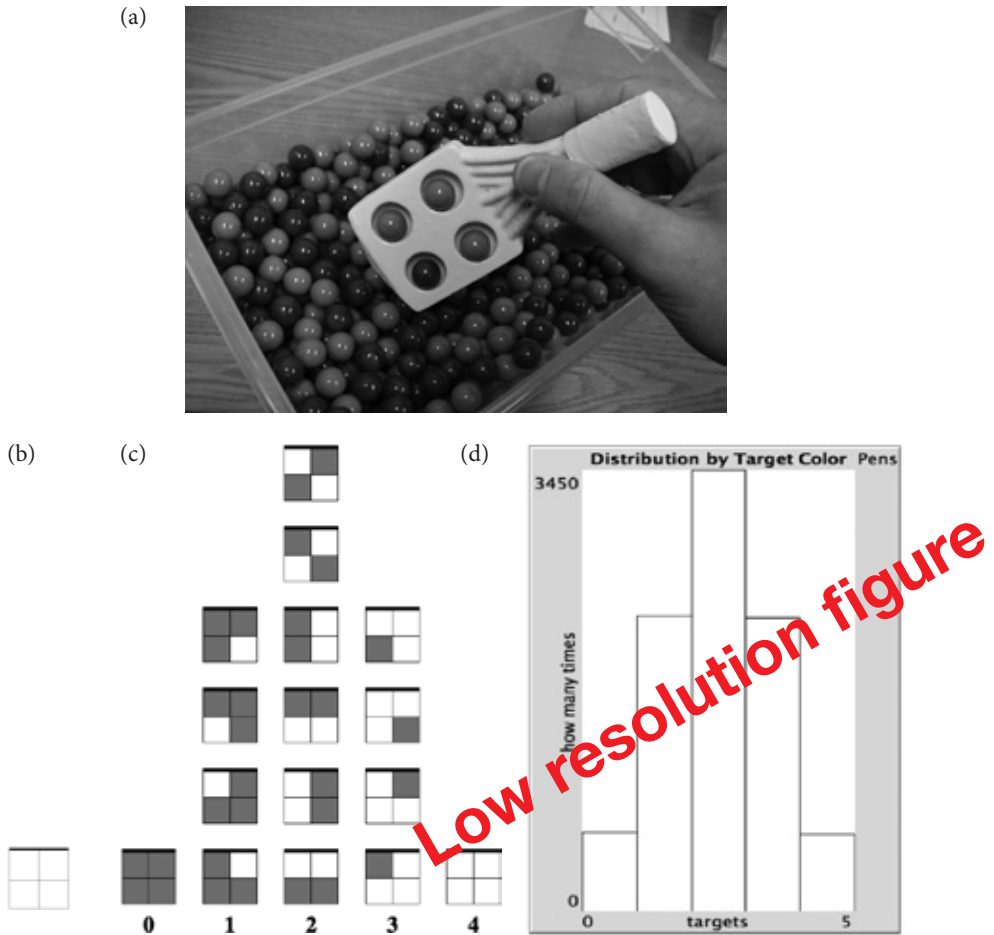 (a)
(b)
(c)
(d)
Distribution by Target Color Pens
3450
how many times
0
0 targets 5
0 1 2 3 4
Low resolution figure